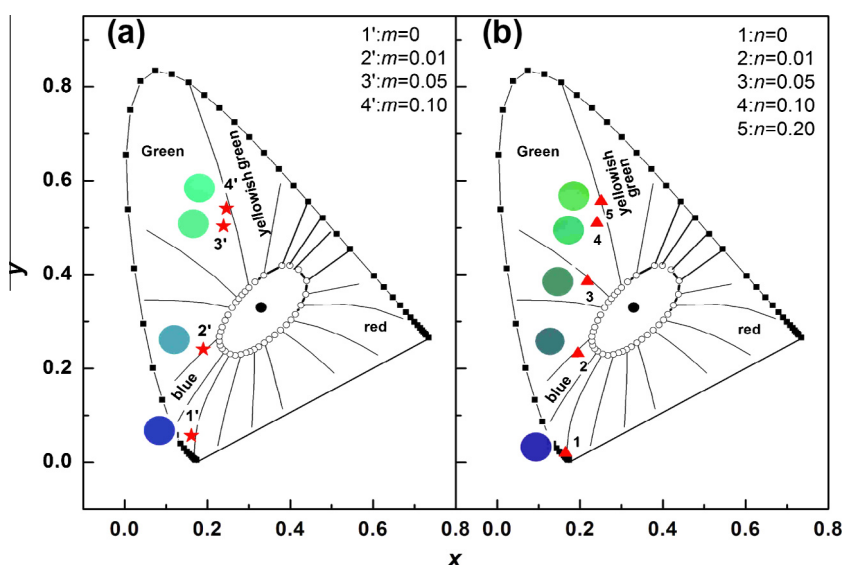 (a)
1':m=0
2':m=0.01
3':m=0.05
4':m=0.10
Green
yellowish green
4'
3'
2'
blue
1'
red
(b)
1:n=0
2:n=0.01
3:n=0.05
4:n=0.10
5:n=0.20
Green
yellowish
green
5
4
3
2
blue
1
red
0.8
0.6
0.4
0.2
0.0
y
0.0 0.2 0.4 0.6 0.8 0.0 0.2 0.4 0.6 0.8
x